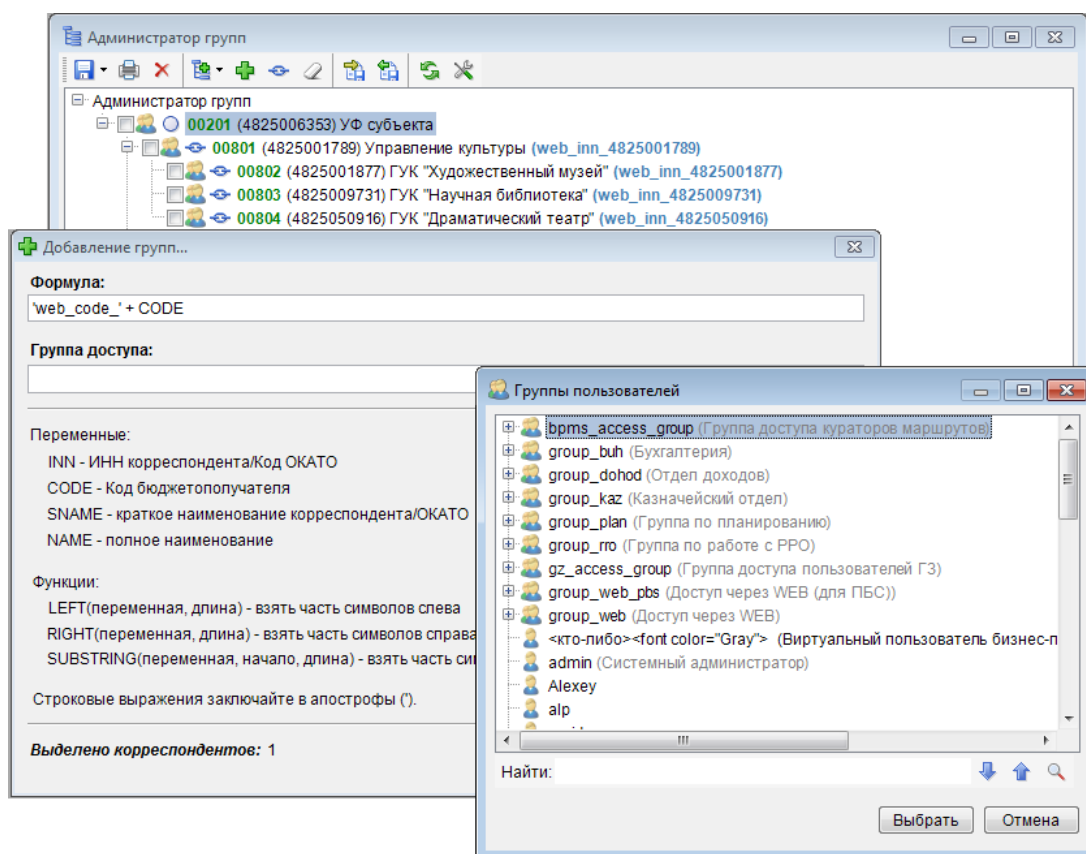 Администратор групп
Администратор групп
00201 (4825006353) УФ субъекта
00801 (4825001789) Управление культуры (web_inn_4825001789)
00802 (4825001877) ГУК "Художественный музей" (web_inn_4825001877)
00803 (4825009731) ГУК "Научная библиотека" (web_inn_4825009731)
00804 (4825050916) ГУК "Драматический театр" (web_inn_4825050916)
Добавление групп...
Формула:
'web_code_' + CODE
Группа доступа:
Переменные:
INN - ИНН корреспондента/Код ОКАТО
CODE - Код бюджетополучателя
SNAME - краткое наименование корреспондента/ОКАТО
NAME - полное наименование
Функции:
LEFT(переменная, длина) - взять часть символов слева
RIGHT(переменная, длина) - взять часть символов справа
SUBSTRING(переменная, начало, длина) - взять часть си
Строковые выражения заключайте в апострофы (').
Выделено корреспондентов: 1
Группы пользователей
bpms_access_group (Группа доступа кураторов маршрутов)
group_buh (Бухгалтерия)
group_dohod (Отдел доходов)
group_kaz (Казначейский отдел)
group_plan (Группа по планированию)
group_rro (Группа по работе с РРО)
gz_access_group (Группа доступа пользователей ГЗ)
group_web_pbs (Доступ через WEB (для ПБС))
group_web (Доступ через WEB)
<кто-либо><font color="Gray"> (Виртуальный пользователь бизнес-п
admin (Системный администратор)
Alexey
alp
Найти:
Выбрать
Отмена